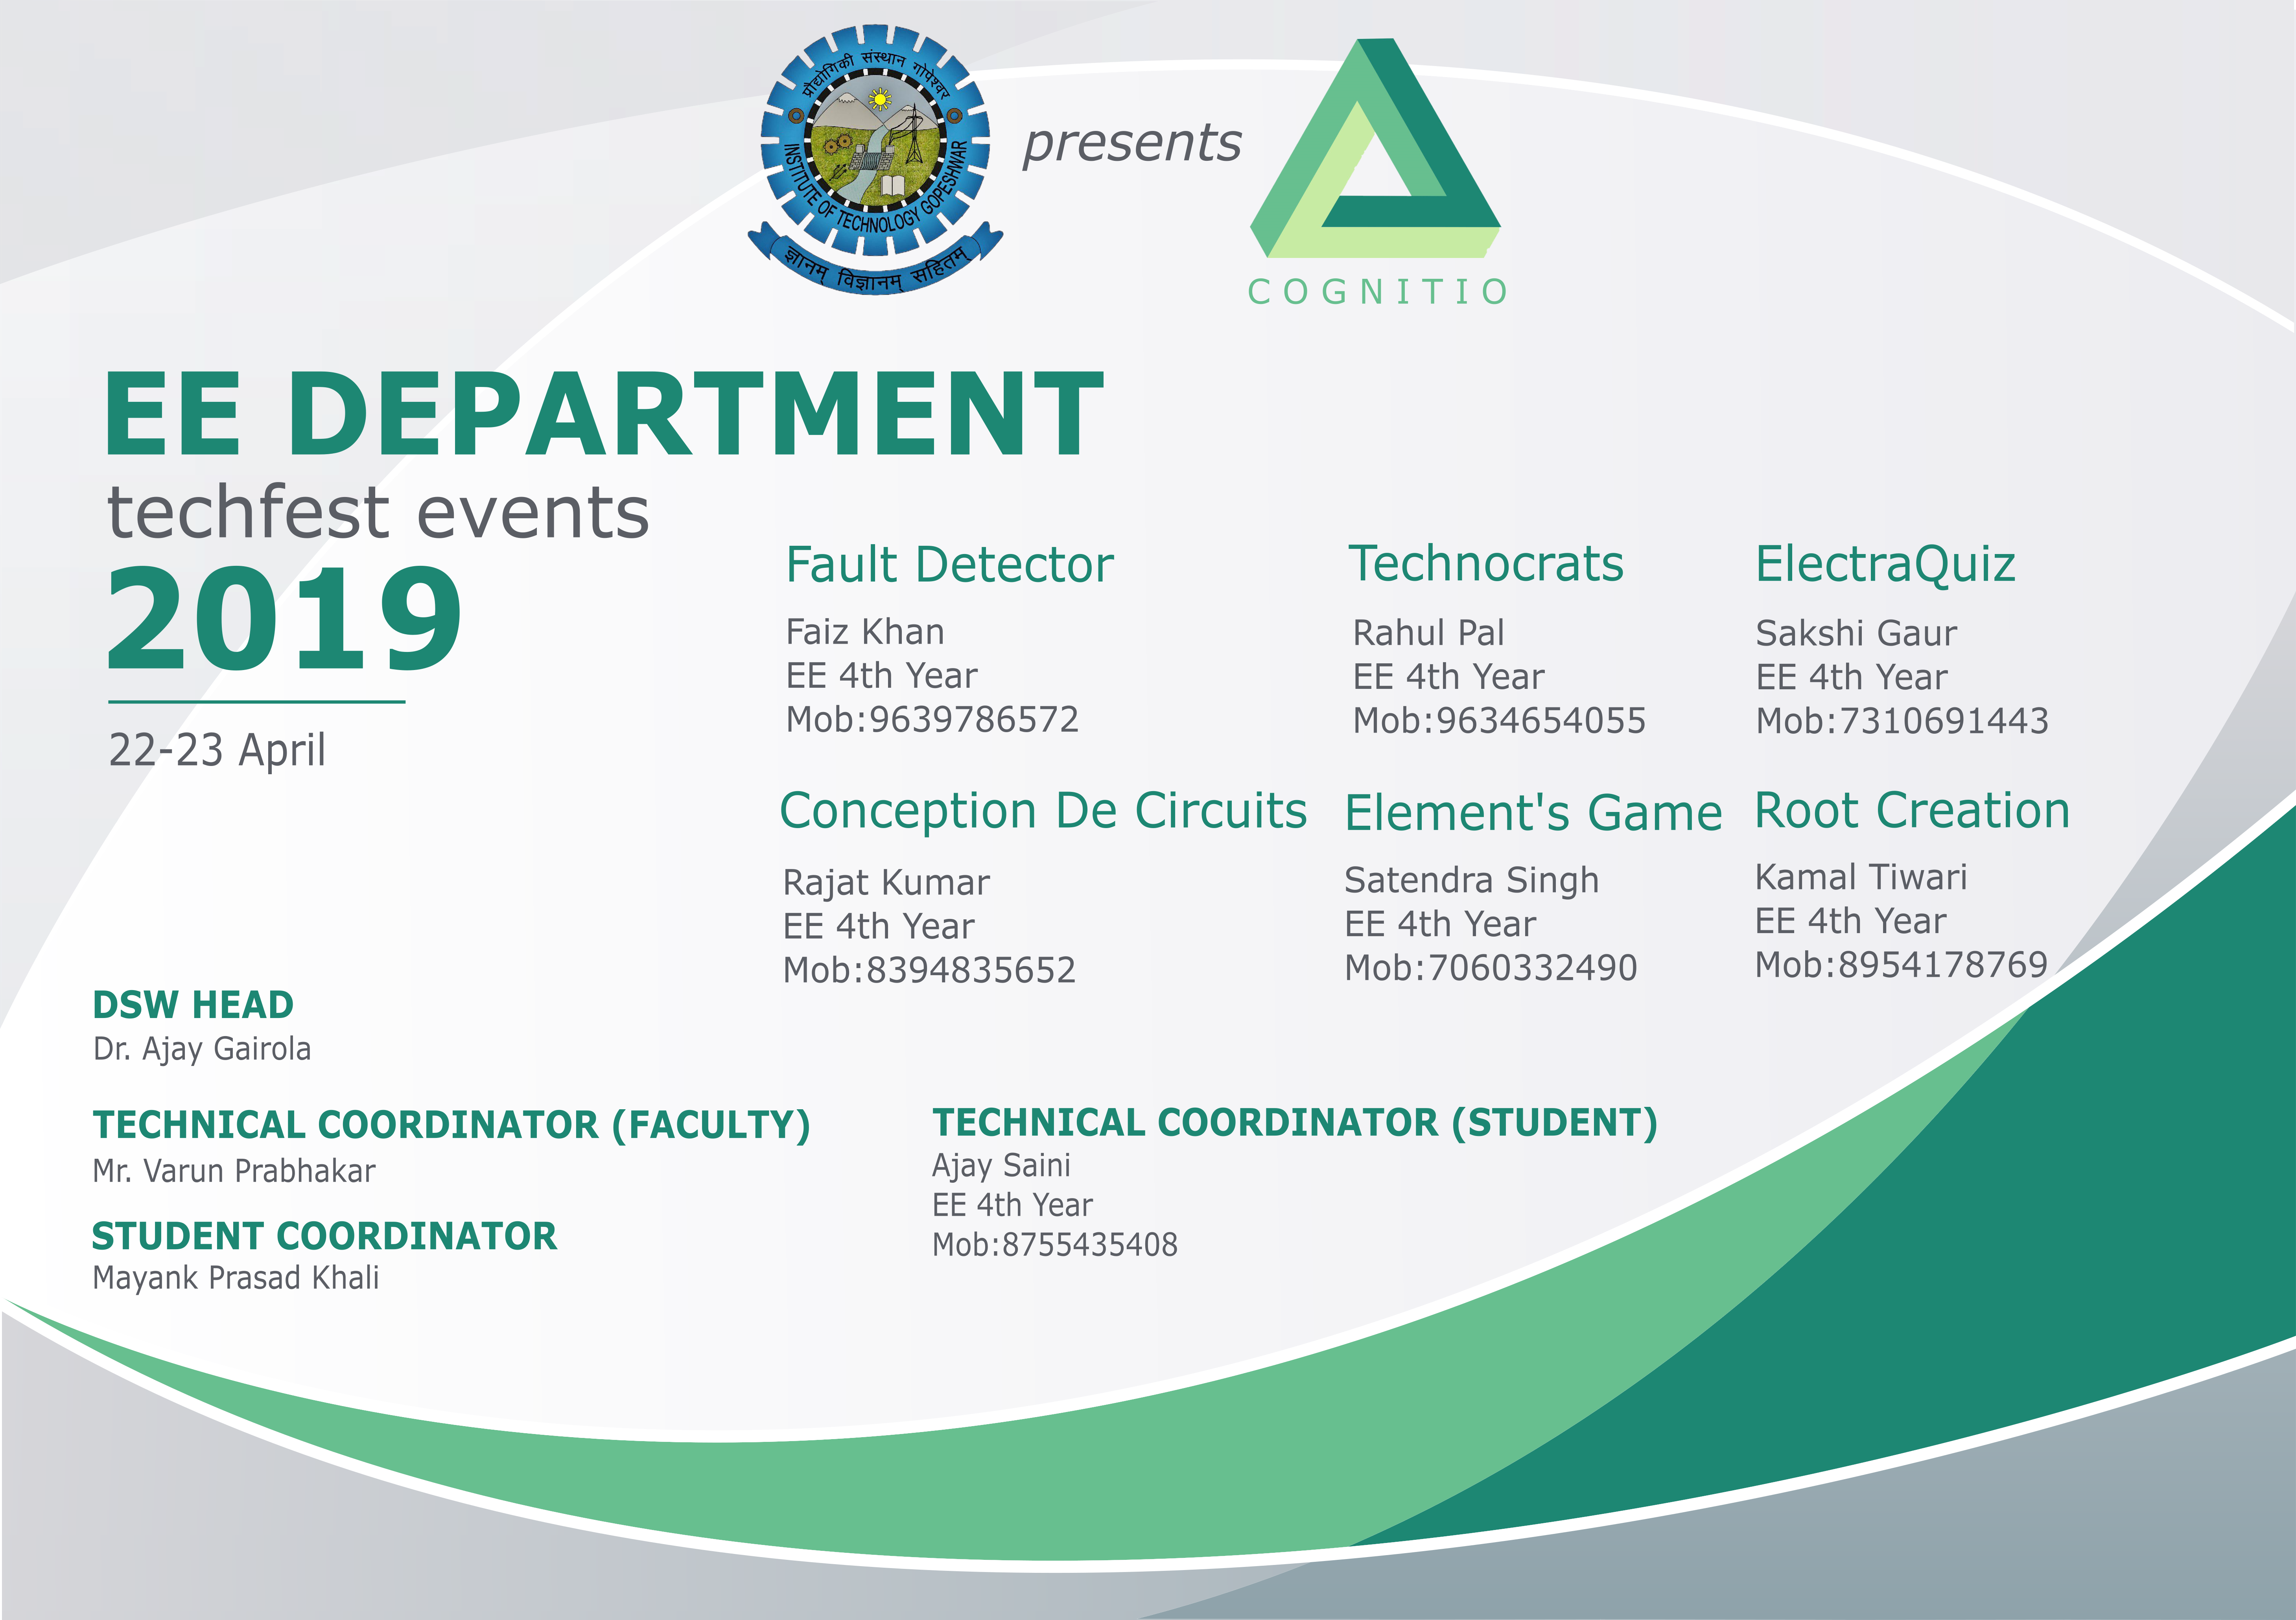 प्रौद्योगिकी संस्थान गोपेश्वर
INSTITUTE OF TECHNOLOGY GOPESHWAR
ज्ञानम् विज्ञानम् सहितम्
presents
COGNITIO
EE DEPARTMENT
techfest events
2019
22-23 April
Fault Detector
Faiz Khan
EE 4th Year
Mob:9639786572
Technocrats
Rahul Pal
EE 4th Year
Mob:9634654055
ElectraQuiz
Sakshi Gaur
EE 4th Year
Mob:7310691443
Conception De Circuits
Rajat Kumar
EE 4th Year
Mob:8394835652
Element's Game
Satendra Singh
EE 4th Year
Mob:7060332490
Root Creation
Kamal Tiwari
EE 4th Year
Mob:8954178769
DSW HEAD
Dr. Ajay Gairola
TECHNICAL COORDINATOR (FACULTY)
Mr. Varun Prabhakar
STUDENT COORDINATOR
Mayank Prasad Khali
TECHNICAL COORDINATOR (STUDENT)
Ajay Saini
EE 4th Year
Mob:8755435408